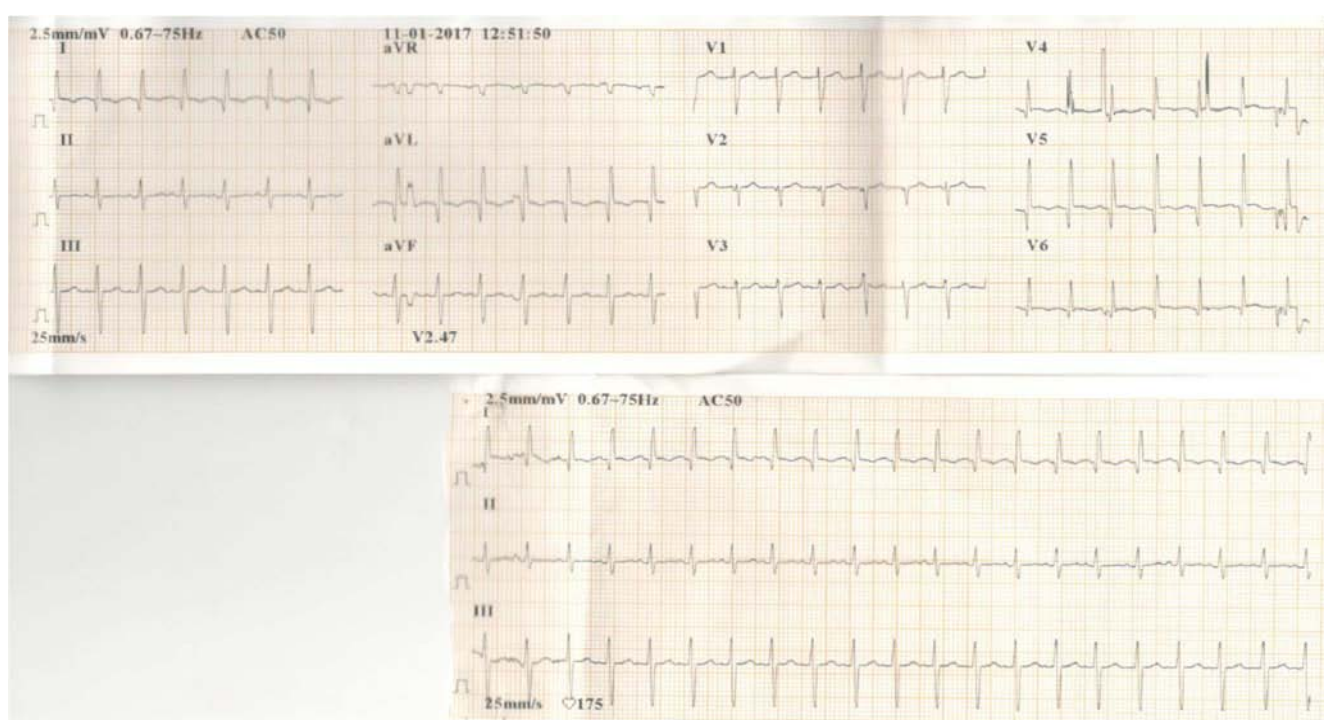 2.5mm/mV 0.67~75Hz AC50 11-01-2017 12:51:50
I aVR V1 V4
II aVL V2 V5
III aVF V3 V6
25mm/s V2.47
2.5mm/mV 0.67~75Hz AC50
I
II
III
25mm/s ♡175